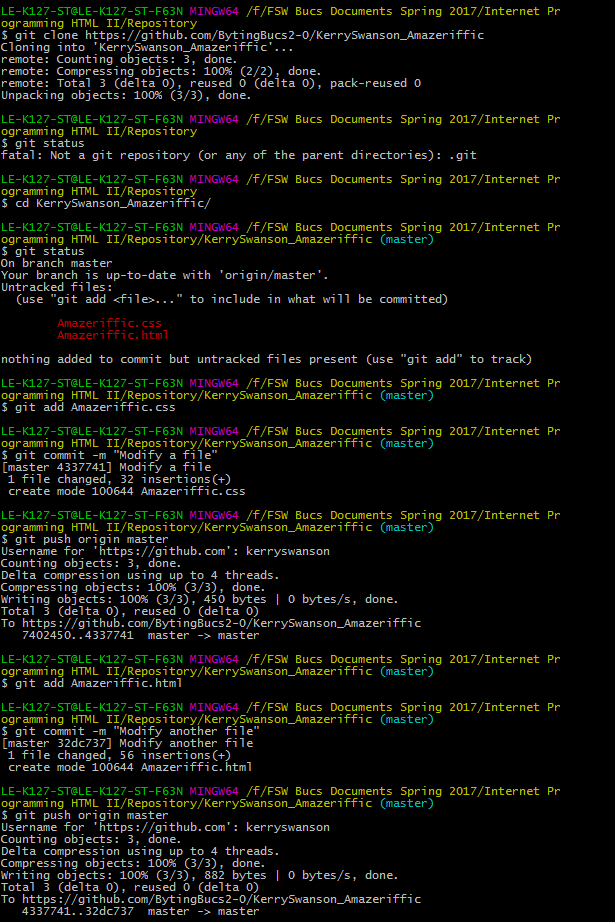 LE-K127-ST@LE-K127-ST-F63N MINGW64 /f/FSW Bucs Documents Spring 2017/Internet Pr
ogramming HTML II/Repository
$ git clone https://github.com/BytingBucs2-0/KerrySwanson_Amazeriffic
Cloning into 'KerrySwanson_Amazeriffic'...
remote: Counting objects: 3, done.
remote: Compressing objects: 100% (2/2), done.
remote: Total 3 (delta 0), reused 0 (delta 0), pack-reused 0
Unpacking objects: 100% (3/3), done.

LE-K127-ST@LE-K127-ST-F63N MINGW64 /f/FSW Bucs Documents Spring 2017/Internet Pr
ogramming HTML II/Repository
$ git status
fatal: Not a git repository (or any of the parent directories): .git

LE-K127-ST@LE-K127-ST-F63N MINGW64 /f/FSW Bucs Documents Spring 2017/Internet Pr
ogramming HTML II/Repository
$ cd KerrySwanson_Amazeriffic/

LE-K127-ST@LE-K127-ST-F63N MINGW64 /f/FSW Bucs Documents Spring 2017/Internet Pr
ogramming HTML II/Repository/KerrySwanson_Amazeriffic (master)
$ git status
On branch master
Your branch is up-to-date with 'origin/master'.
Untracked files:
  (use "git add <file>..." to include in what will be committed)

        Amazeriffic.css
        Amazeriffic.html

nothing added to commit but untracked files present (use "git add" to track)

LE-K127-ST@LE-K127-ST-F63N MINGW64 /f/FSW Bucs Documents Spring 2017/Internet Pr
ogramming HTML II/Repository/KerrySwanson_Amazeriffic (master)
$ git add Amazeriffic.css

LE-K127-ST@LE-K127-ST-F63N MINGW64 /f/FSW Bucs Documents Spring 2017/Internet Pr
ogramming HTML II/Repository/KerrySwanson_Amazeriffic (master)
$ git commit -m "Modify a file"
[master 4337741] Modify a file
 1 file changed, 32 insertions(+)
 create mode 100644 Amazeriffic.css

LE-K127-ST@LE-K127-ST-F63N MINGW64 /f/FSW Bucs Documents Spring 2017/Internet Pr
ogramming HTML II/Repository/KerrySwanson_Amazeriffic (master)
$ git push origin master
Username for 'https://github.com': kerryswanson
Counting objects: 3, done.
Delta compression using up to 4 threads.
Compressing objects: 100% (3/3), done.
Writing objects: 100% (3/3), 450 bytes | 0 bytes/s, done.
Total 3 (delta 0), reused 0 (delta 0)
To https://github.com/BytingBucs2-0/KerrySwanson_Amazeriffic
   7402450..4337741  master -> master

LE-K127-ST@LE-K127-ST-F63N MINGW64 /f/FSW Bucs Documents Spring 2017/Internet Pr
ogramming HTML II/Repository/KerrySwanson_Amazeriffic (master)
$ git add Amazeriffic.html

LE-K127-ST@LE-K127-ST-F63N MINGW64 /f/FSW Bucs Documents Spring 2017/Internet Pr
ogramming HTML II/Repository/KerrySwanson_Amazeriffic (master)
$ git commit -m "Modify another file"
[master 32dc737] Modify another file
 1 file changed, 56 insertions(+)
 create mode 100644 Amazeriffic.html

LE-K127-ST@LE-K127-ST-F63N MINGW64 /f/FSW Bucs Documents Spring 2017/Internet Pr
ogramming HTML II/Repository/KerrySwanson_Amazeriffic (master)
$ git push origin master
Username for 'https://github.com': kerryswanson
Counting objects: 3, done.
Delta compression using up to 4 threads.
Compressing objects: 100% (3/3), done.
Writing objects: 100% (3/3), 882 bytes | 0 bytes/s, done.
Total 3 (delta 0), reused 0 (delta 0)
To https://github.com/BytingBucs2-0/KerrySwanson_Amazeriffic
   4337741..32dc737  master -> master